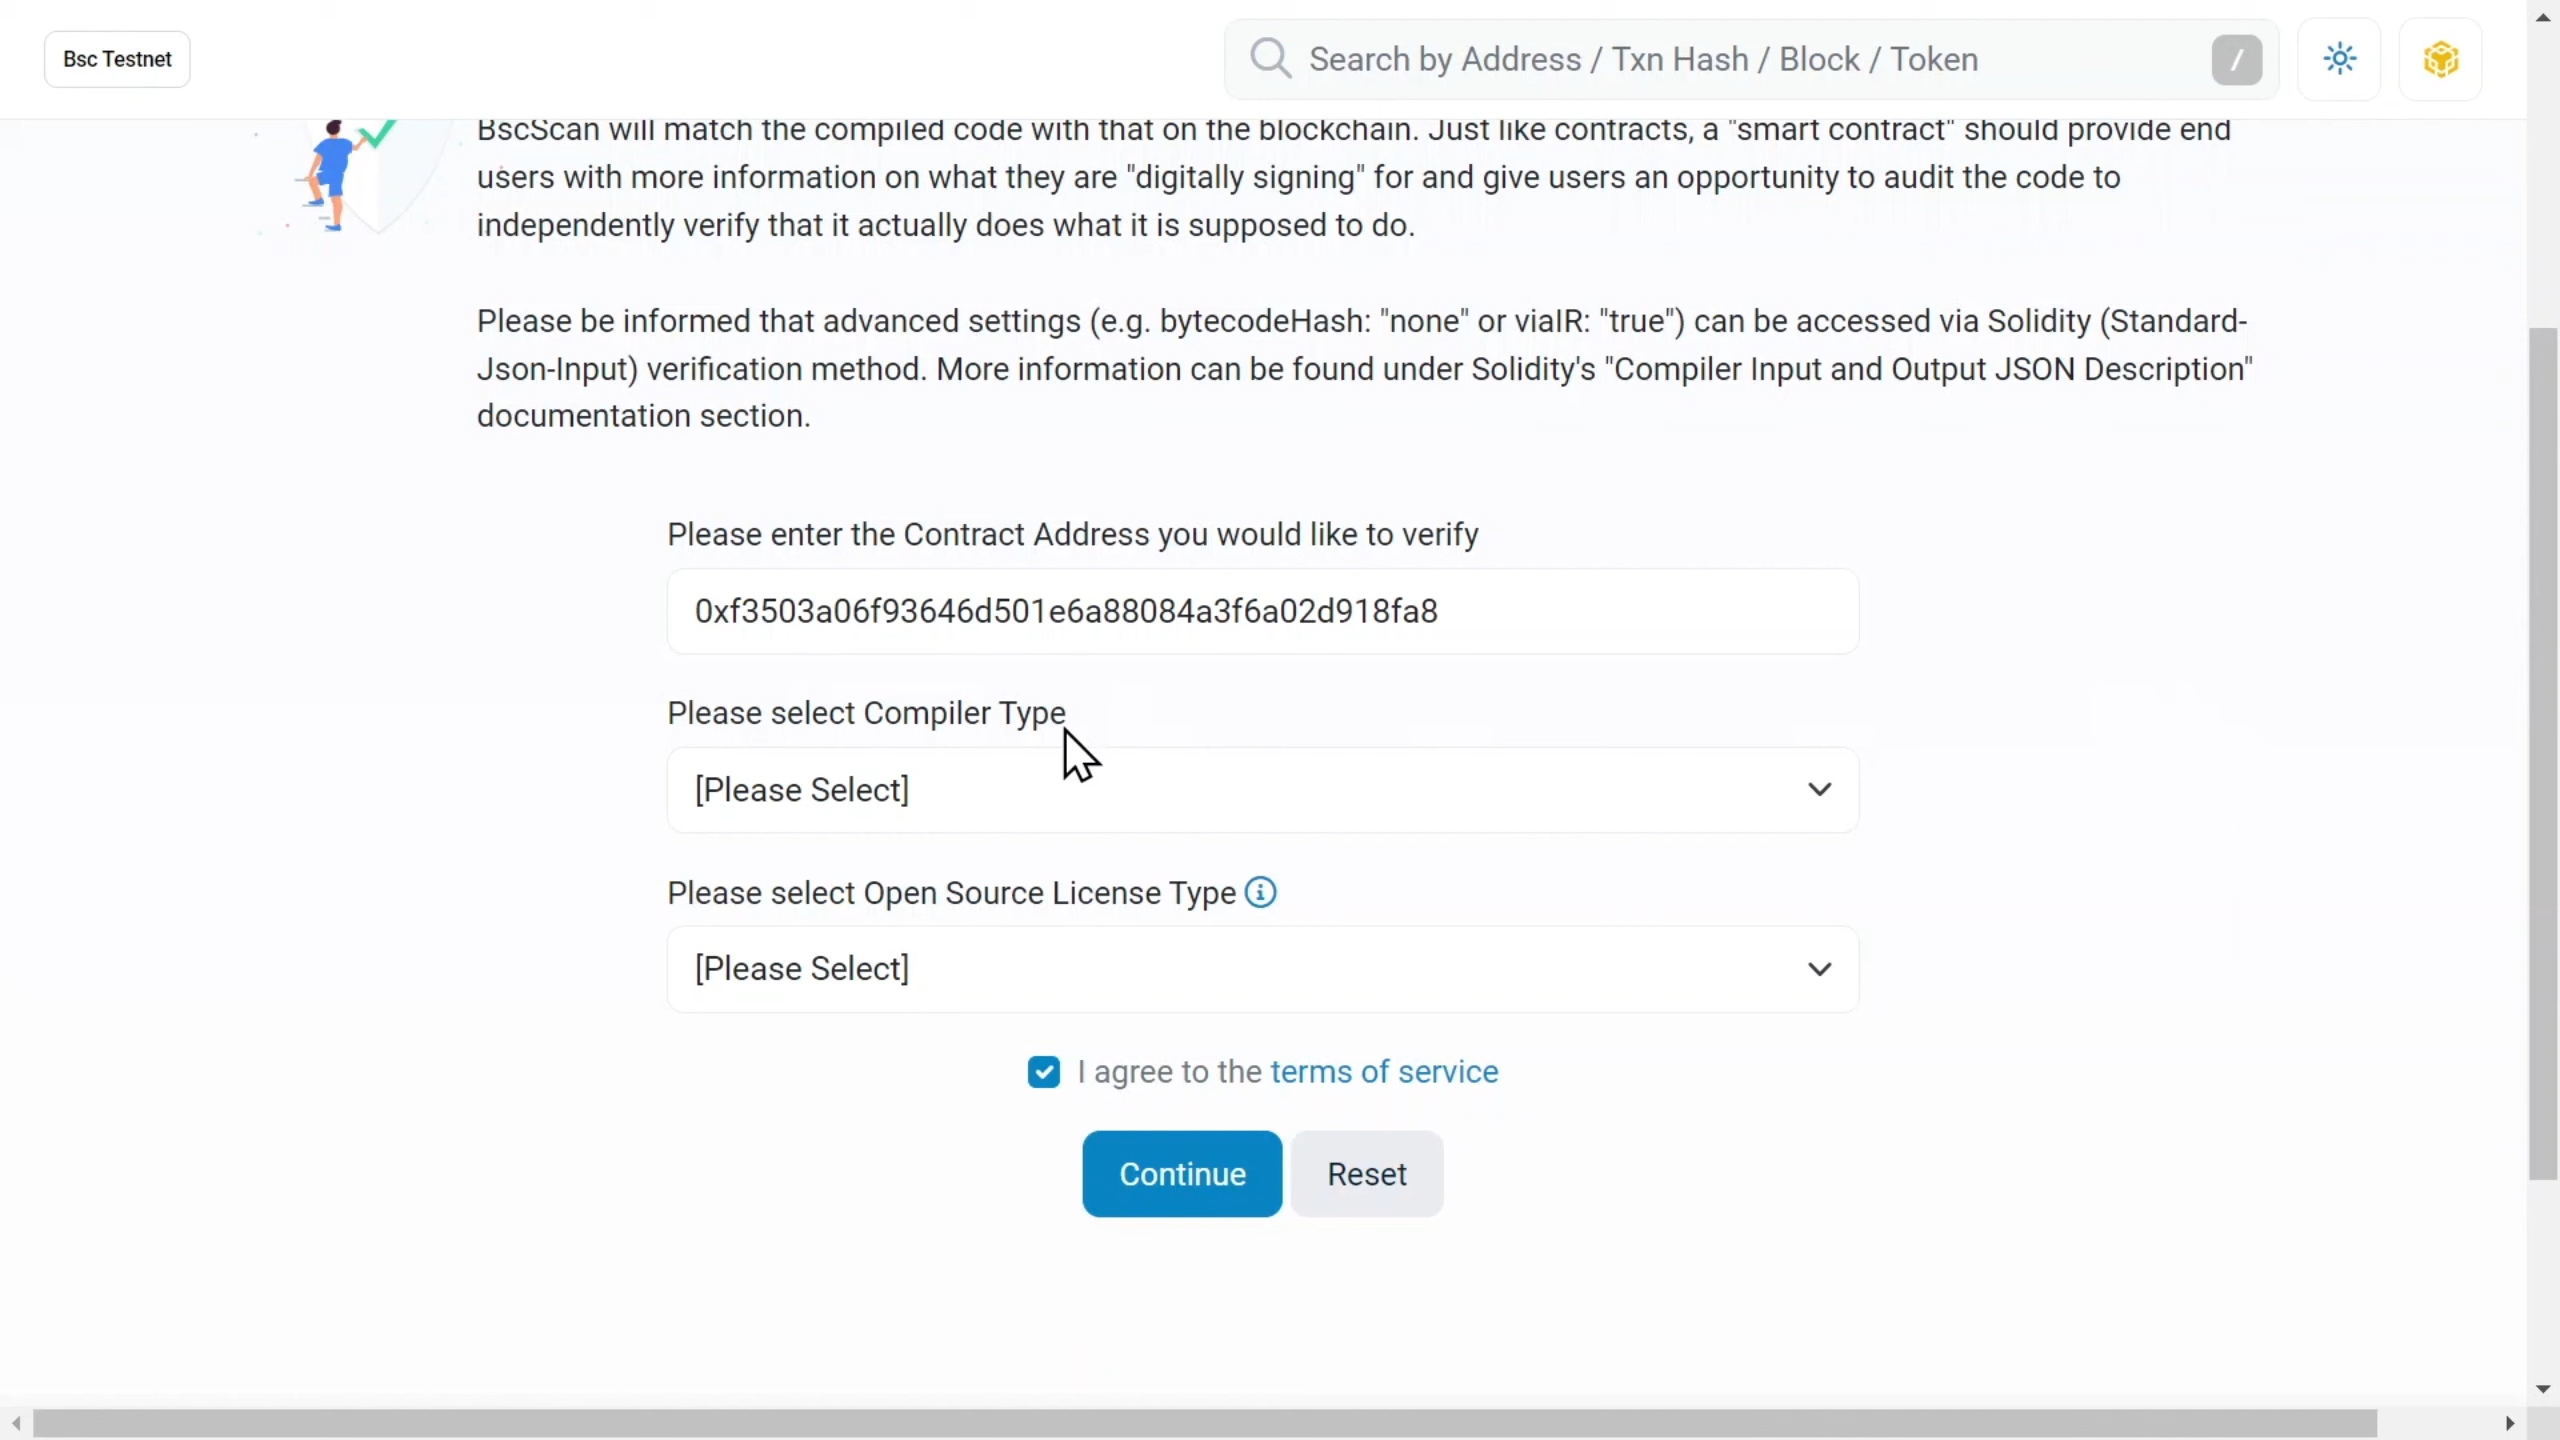 Bsc Testnet
Search by Address / Txn Hash / Block / Token
/
BscScan will match the compiled code with that on the blockchain. Just like contracts, a "smart contract" should provide end
users with more information on what they are "digitally signing" for and give users an opportunity to audit the code to
independently verify that it actually does what it is supposed to do.
Please be informed that advanced settings (e.g. bytecodeHash: "none" or viaIR: "true") can be accessed via Solidity (Standard-
Json-Input) verification method. More information can be found under Solidity's "Compiler Input and Output JSON Description"
documentation section.
Please enter the Contract Address you would like to verify
0xf3503a06f93646d501e6a88084a3f6a02d918fa8
Please select Compiler Type
[Please Select]
Please select Open Source License Type
[Please Select]
I agree to the terms of service
Continue
Reset